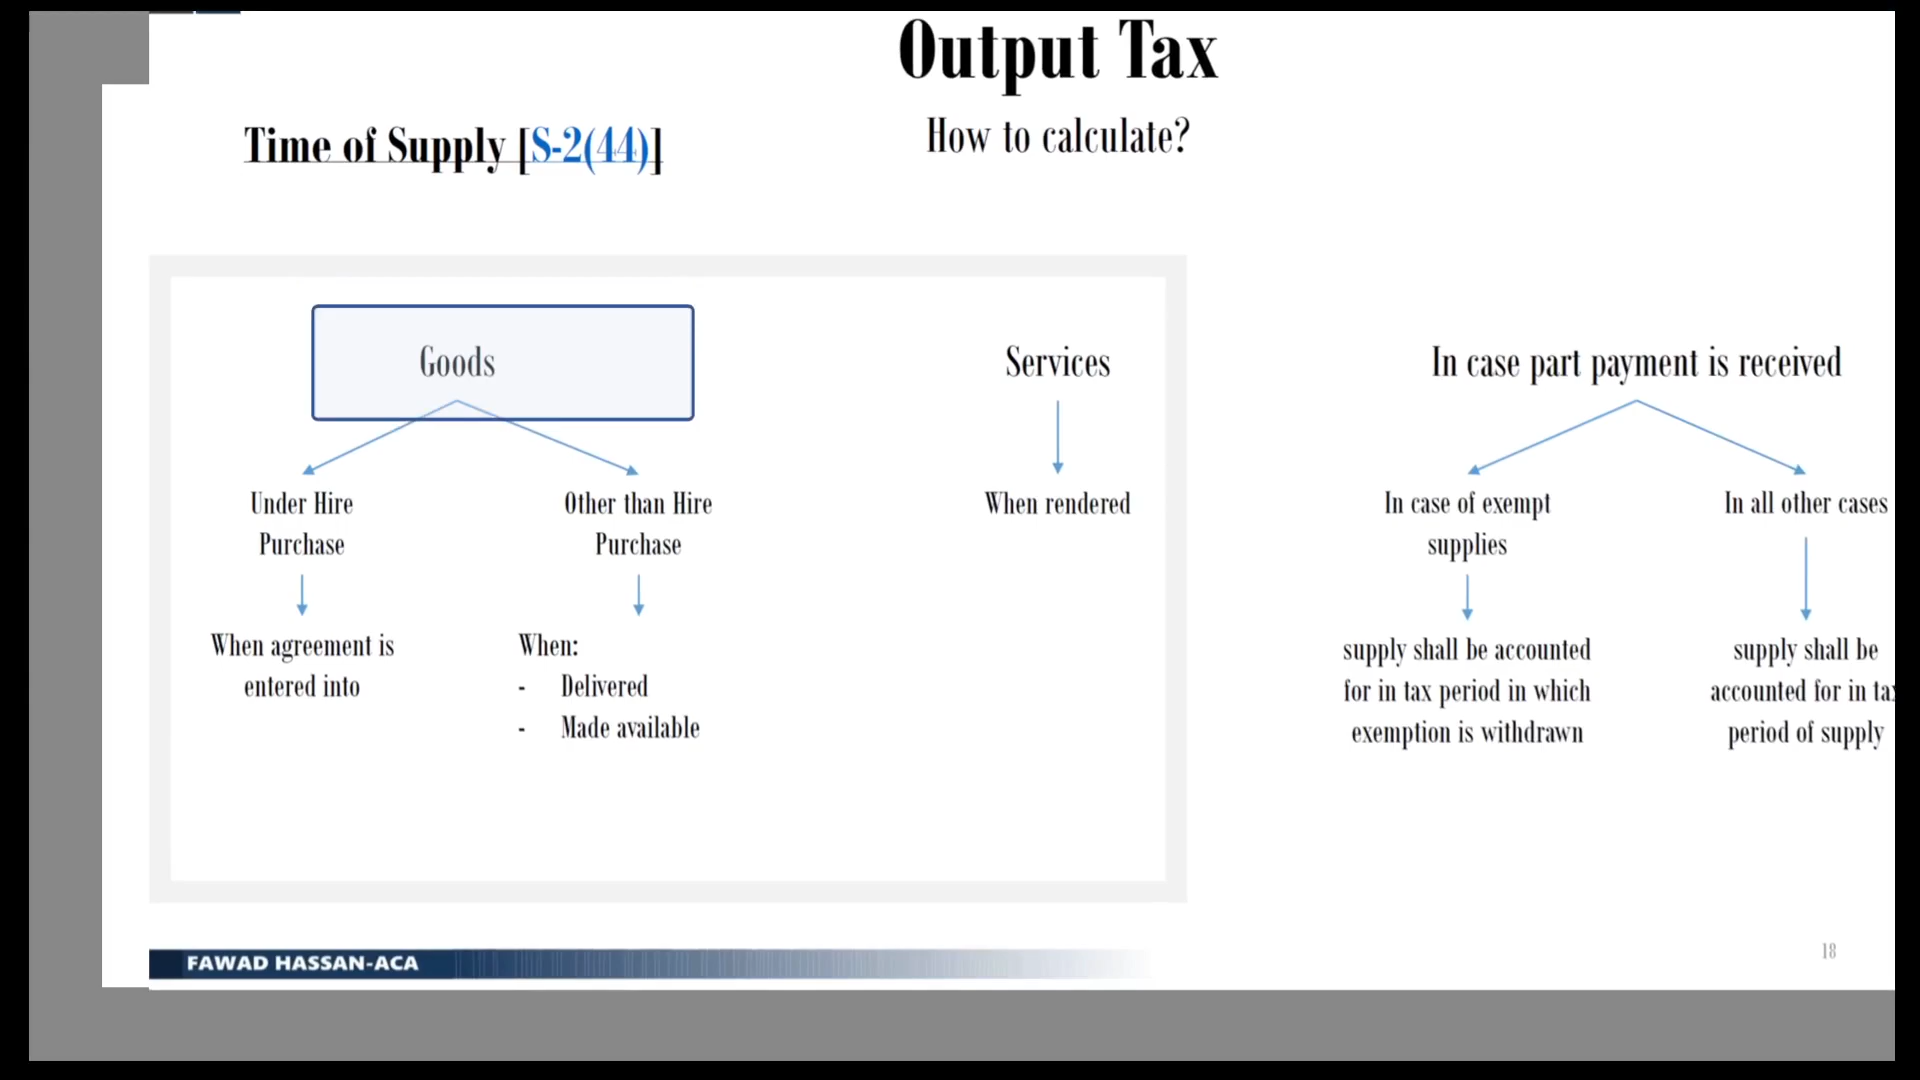 Output Tax
How to calculate?
Time of Supply [S-2(44)]
Goods
Under Hire
Purchase
When agreement is
entered into
Other than Hire
Purchase
When:
- Delivered
- Made available
Services
When rendered
In case part payment is received
In case of exempt
supplies
supply shall be accounted
for in tax period in which
exemption is withdrawn
In all other cases
supply shall be
accounted for in tax
period of supply
FAWAD HASSAN-ACA
18